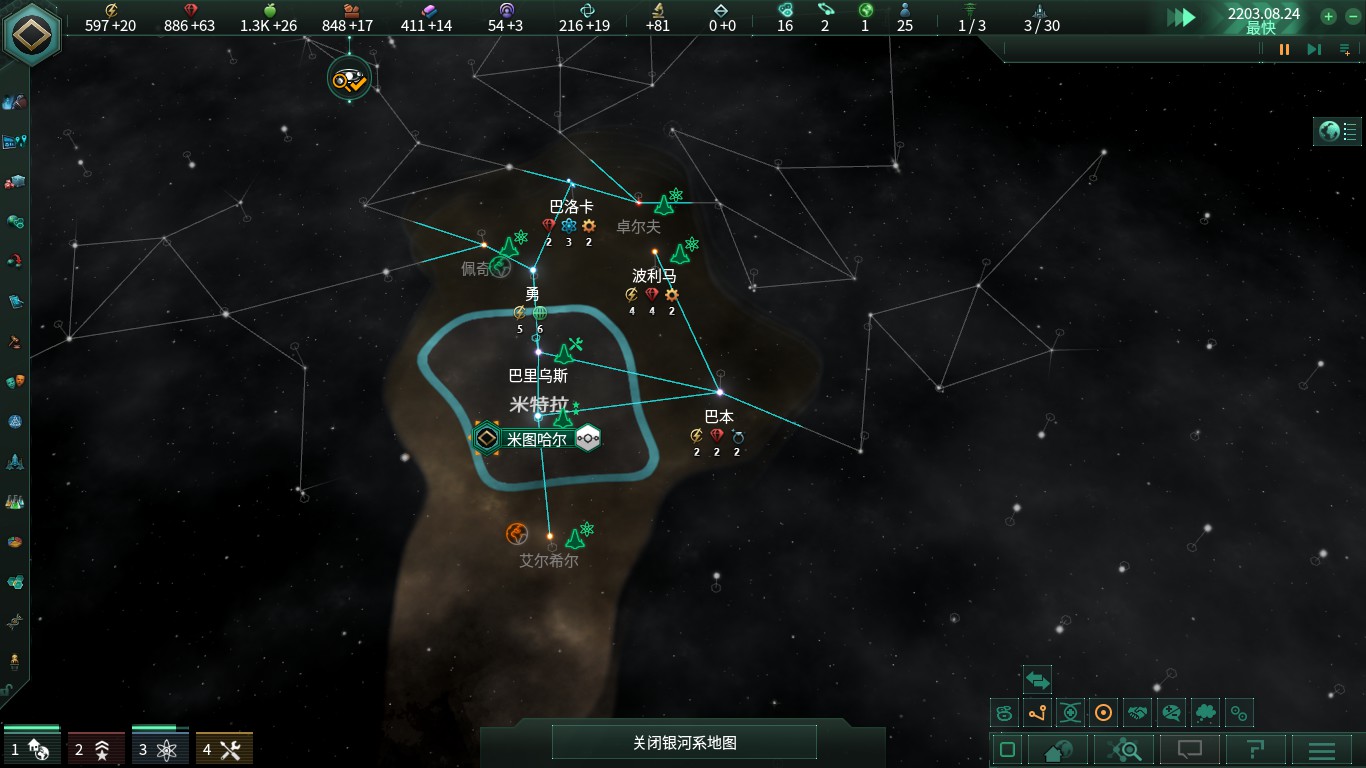 597 +20 886 +63 1.3K +26 848 +17 411 +14 54 +3 216 +19 +81 0 +0 16 2 1 25 1 / 3 3 / 30
2203.08.24
最快
巴洛卡
2 3 2
卓尔夫
佩奇
波利马
4 4 2
勇
5 6
巴里乌斯
米特拉
巴本
2 2 2
米图哈尔
艾尔希尔
1 2 3 4
关闭银河系地图